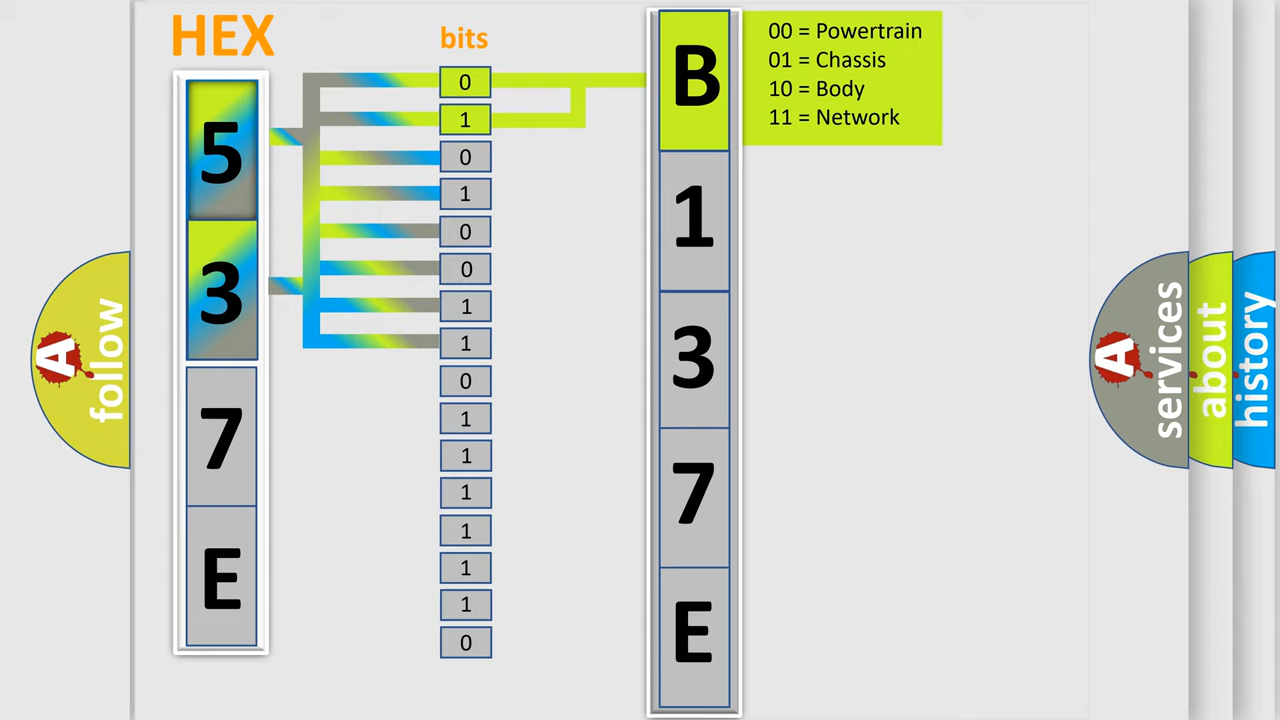 HEX
bits
5
3
7
E
0
1
0
1
0
0
1
1
0
1
1
1
1
1
1
0
B
1
3
7
E
00 = Powertrain
01 = Chassis
10 = Body
11 = Network
A
follow
A
services
about
history